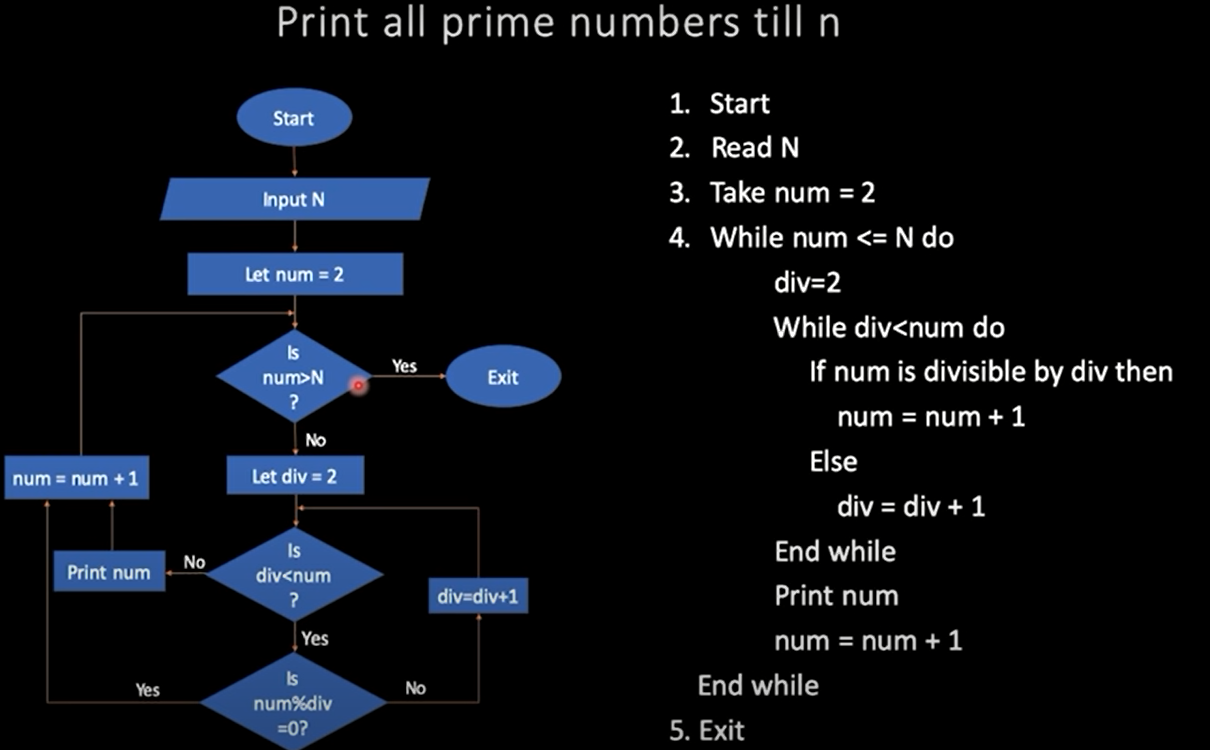 Print all prime numbers till n
Start
Input N
Let num = 2
Is
num>N
?
Yes
Exit
No
num = num + 1
Let div = 2
Print num
No
Is
div<num
?
div=div+1
Yes
Yes
Is
num%div
=0?
No
1. Start
2. Read N
3. Take num = 2
4. While num <= N do
div=2
While div<num do
If num is divisible by div then
num = num + 1
Else
div = div + 1
End while
Print num
num = num + 1
End while
5. Exit